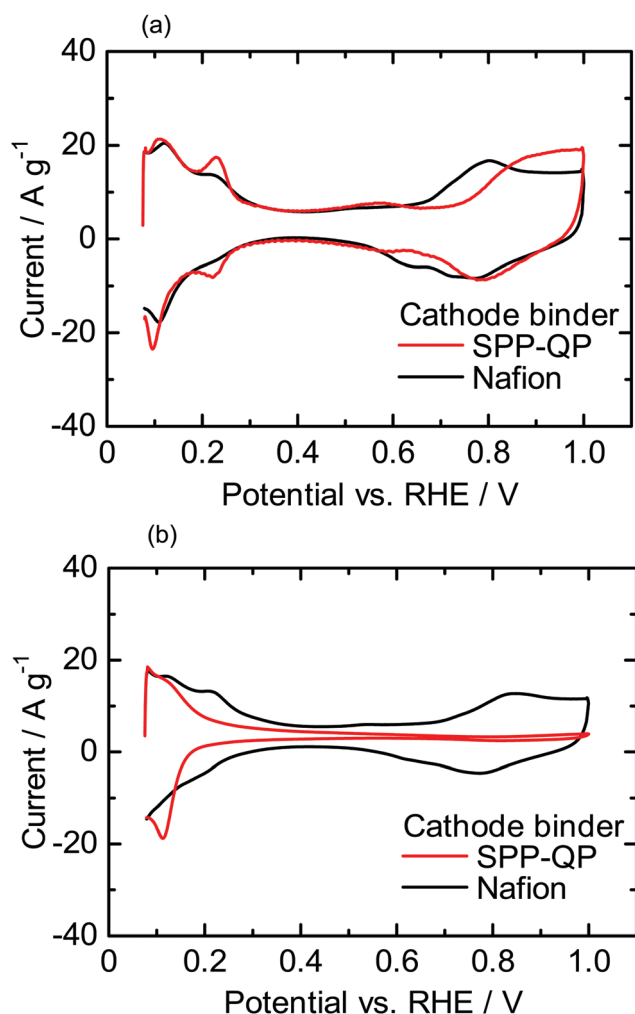 (a)
40
20
0
-20
-40
Current / A g⁻¹
Cathode binder
SPP-QP
Nafion
0 0.2 0.4 0.6 0.8 1.0
Potential vs. RHE / V
(b)
40
20
0
-20
-40
Current / A g⁻¹
Cathode binder
SPP-QP
Nafion
0 0.2 0.4 0.6 0.8 1.0
Potential vs. RHE / V